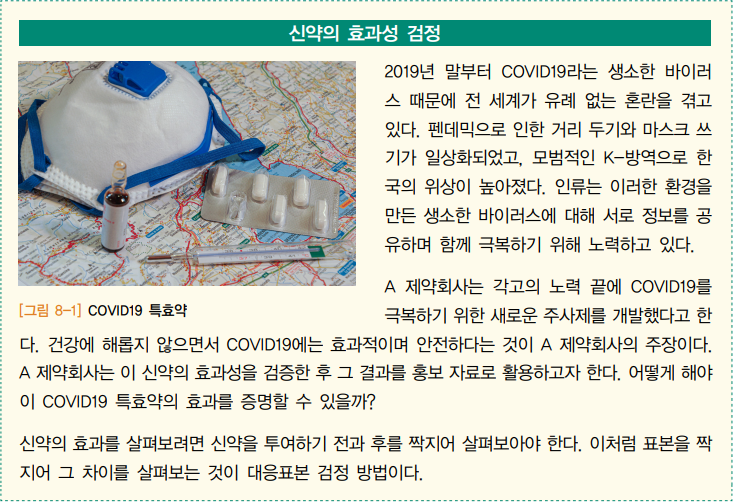 신약의 효과성 검정
2019년 말부터 COVID19라는 생소한 바이러
스 때문에 전 세계가 유례 없는 혼란을 겪고
있다. 펜데믹으로 인한 거리 두기와 마스크 쓰
기가 일상화되었고, 모범적인 K-방역으로 한
국의 위상이 높아졌다. 인류는 이러한 환경을
만든 생소한 바이러스에 대해 서로 정보를 공
유하며 함께 극복하기 위해 노력하고 있다.
[그림 8-1] COVID19 특효약
A 제약회사는 각고의 노력 끝에 COVID19를
극복하기 위한 새로운 주사제를 개발했다고 한
다. 건강에 해롭지 않으면서 COVID19에는 효과적이며 안전하다는 것이 A 제약회사의 주장이다.
A 제약회사는 이 신약의 효과성을 검증한 후 그 결과를 홍보 자료로 활용하고자 한다. 어떻게 해야
이 COVID19 특효약의 효과를 증명할 수 있을까?
신약의 효과를 살펴보려면 신약을 투여하기 전과 후를 짝지어 살펴보아야 한다. 이처럼 표본을 짝
지어 그 차이를 살펴보는 것이 대응표본 검정 방법이다.